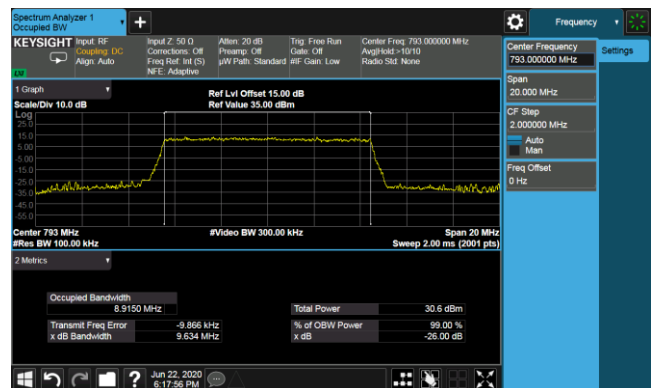 Spectrum Analyzer 1
Occupied BW
Frequency
KEYSIGHT
Input: RF
Coupling: DC
Align: Auto
Input Z: 50 Ω
Corrections: Off
Freq Ref: Int (S)
NFE: Adaptive
Atten: 20 dB
Preamp: Off
µW Path: Standard
Trig: Free Run
Gate: Off
#IF Gain: Low
Center Freq: 793.000000 MHz
Avg|Hold:>10/10
Radio Std: None
Center Frequency
793.000000 MHz
Settings
Span
20.000 MHz
CF Step
2.000000 MHz
Auto
Man
Freq Offset
0 Hz
1 Graph
Scale/Div 10.0 dB
Ref Lvl Offset 15.00 dB
Ref Value 35.00 dBm
Log
25.0
15.0
5.00
-5.00
-15.0
-25.0
-35.0
-45.0
-55.0
Center 793 MHz
#Res BW 100.00 kHz
#Video BW 300.00 kHz
Span 20 MHz
Sweep 2.00 ms (2001 pts)
2 Metrics
Occupied Bandwidth
8.9150 MHz
Total Power
30.6 dBm
Transmit Freq Error
-9.866 kHz
% of OBW Power
99.00 %
x dB Bandwidth
9.634 MHz
x dB
-26.00 dB
?
Jun 22, 2020
6:17:56 PM